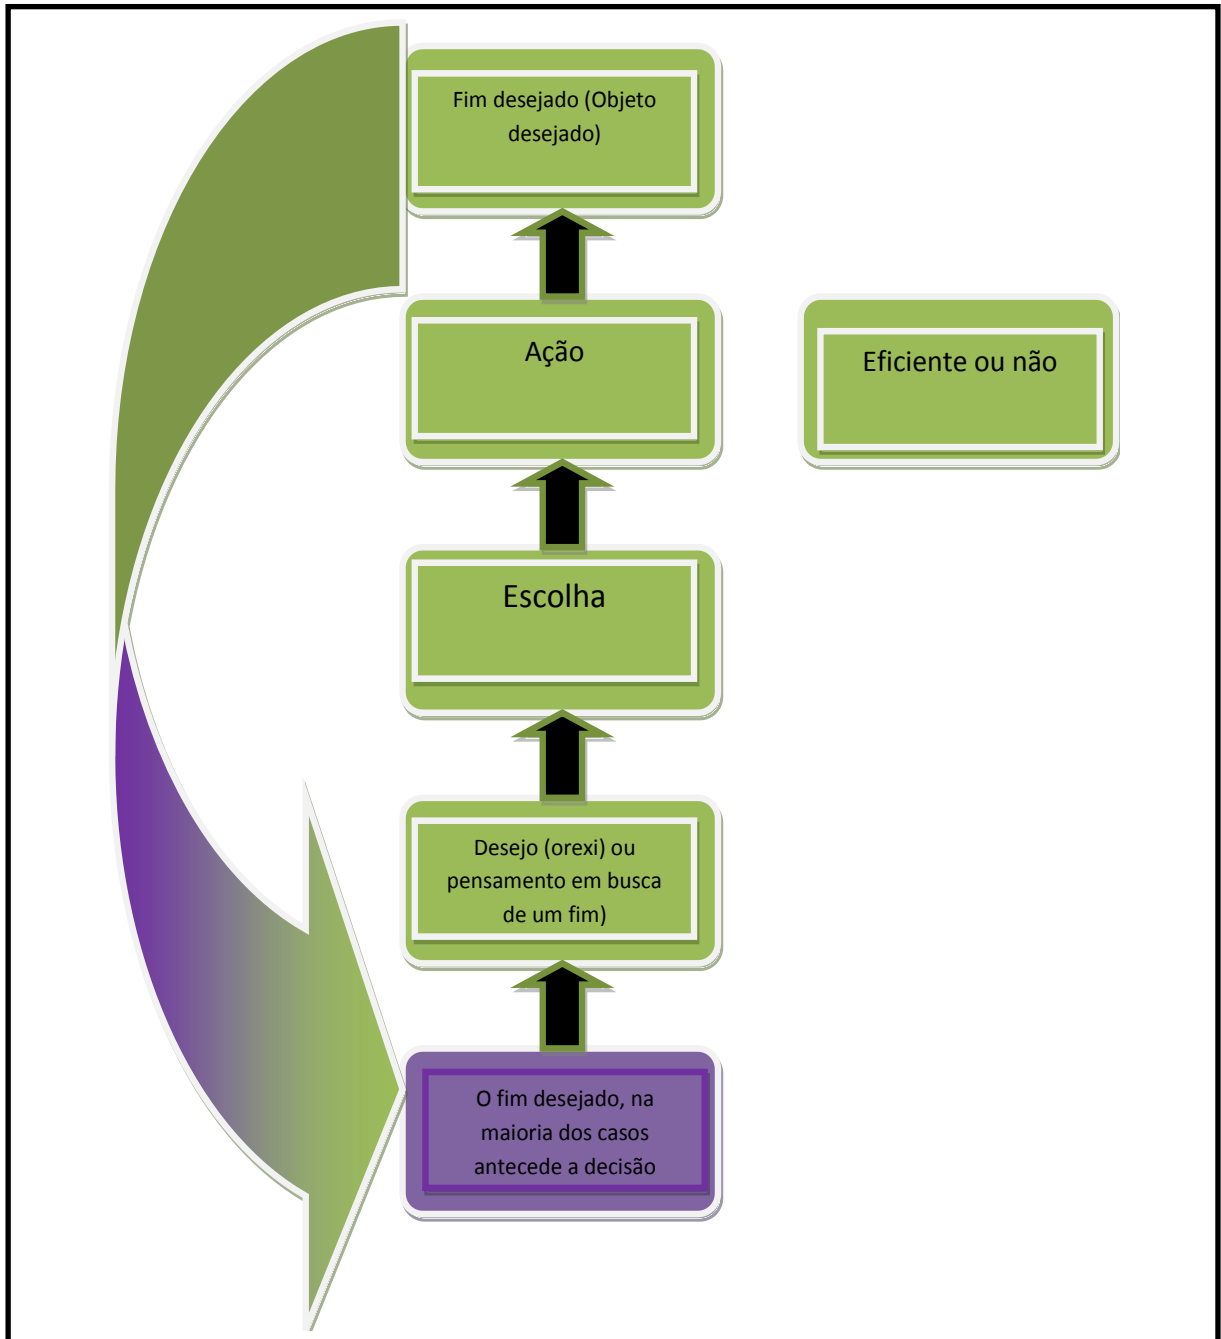 Fim desejado (Objeto
desejado)
Ação
Eficiente ou não
Escolha
Desejo (orexi) ou
pensamento em busca
de um fim)
O fim desejado, na
maioria dos casos
antecede a decisão